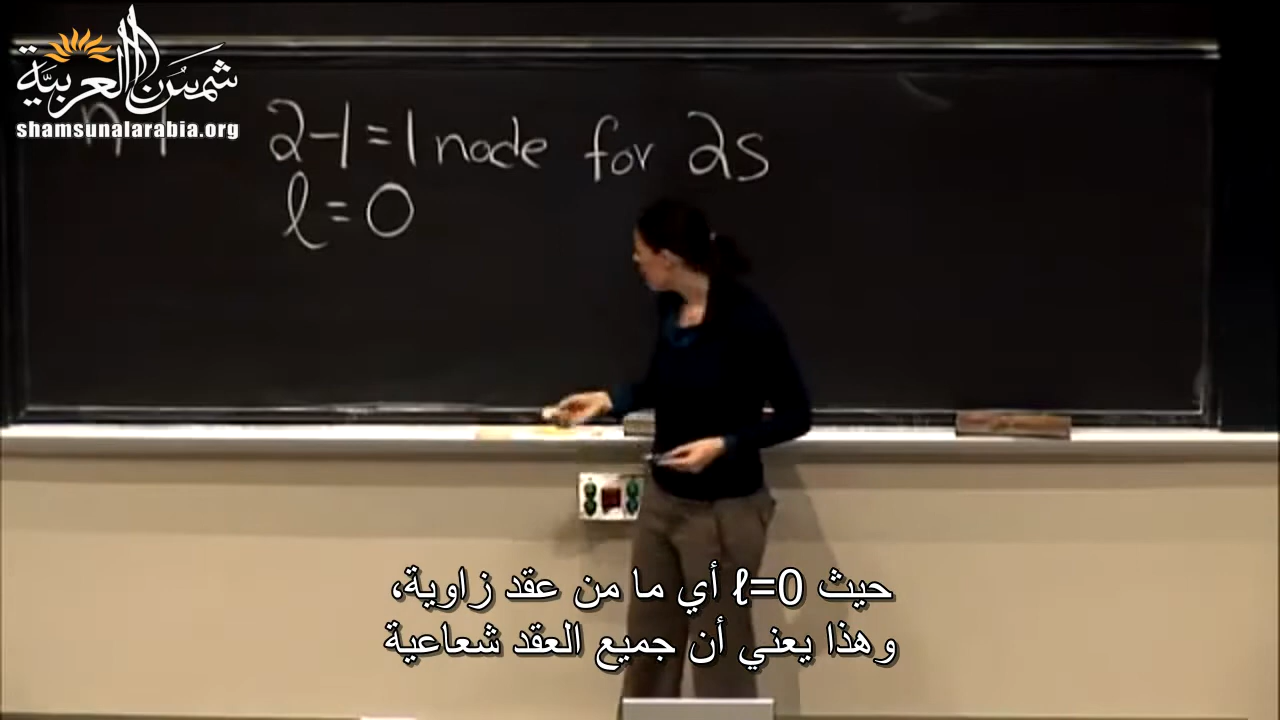 شمس العربية
shamsunalarabia.org
n-1 2-1=1 node for 2s
ℓ=0
حيث ℓ=0 أي ما من عقد زاوية،
وهذا يعني أن جميع العقد شعاعية